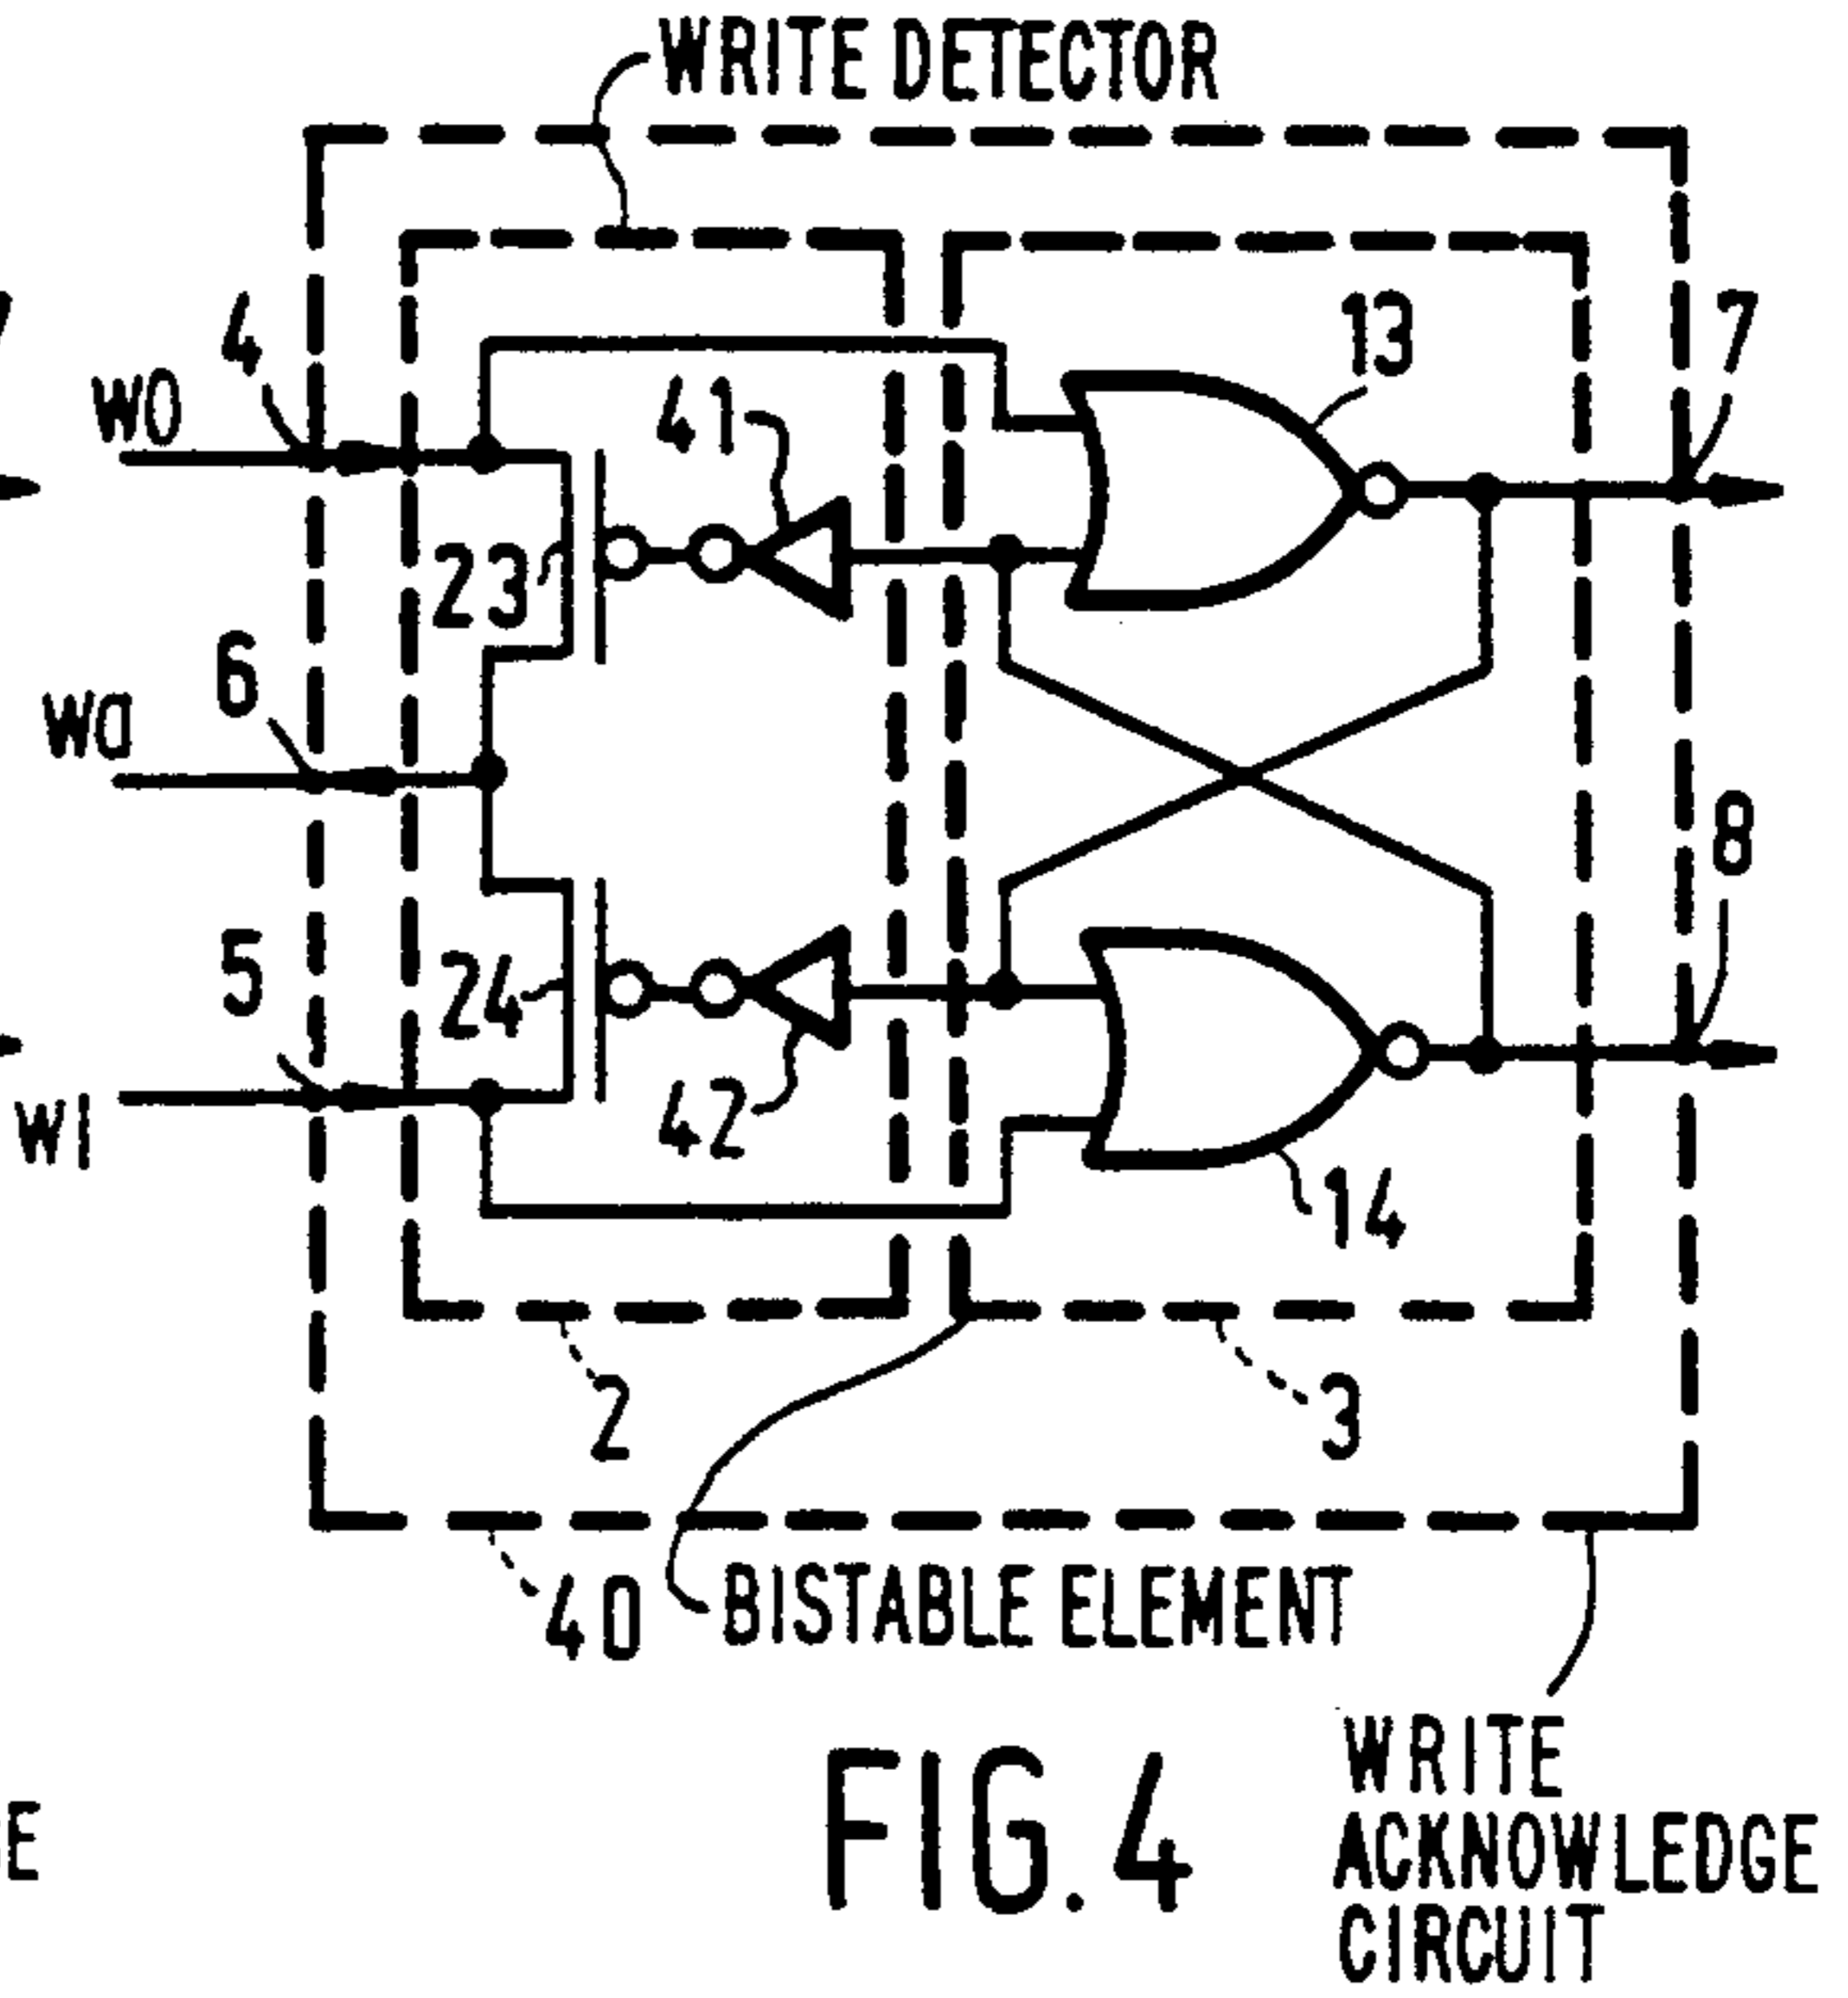 WRITE DETECTOR
4
13
7
W0
41
23
6
Wa
8
5
24
W1
42
14
2
3
40
BISTABLE ELEMENT
FIG.4
WRITE
ACKNOWLEDGE
CIRCUIT
E